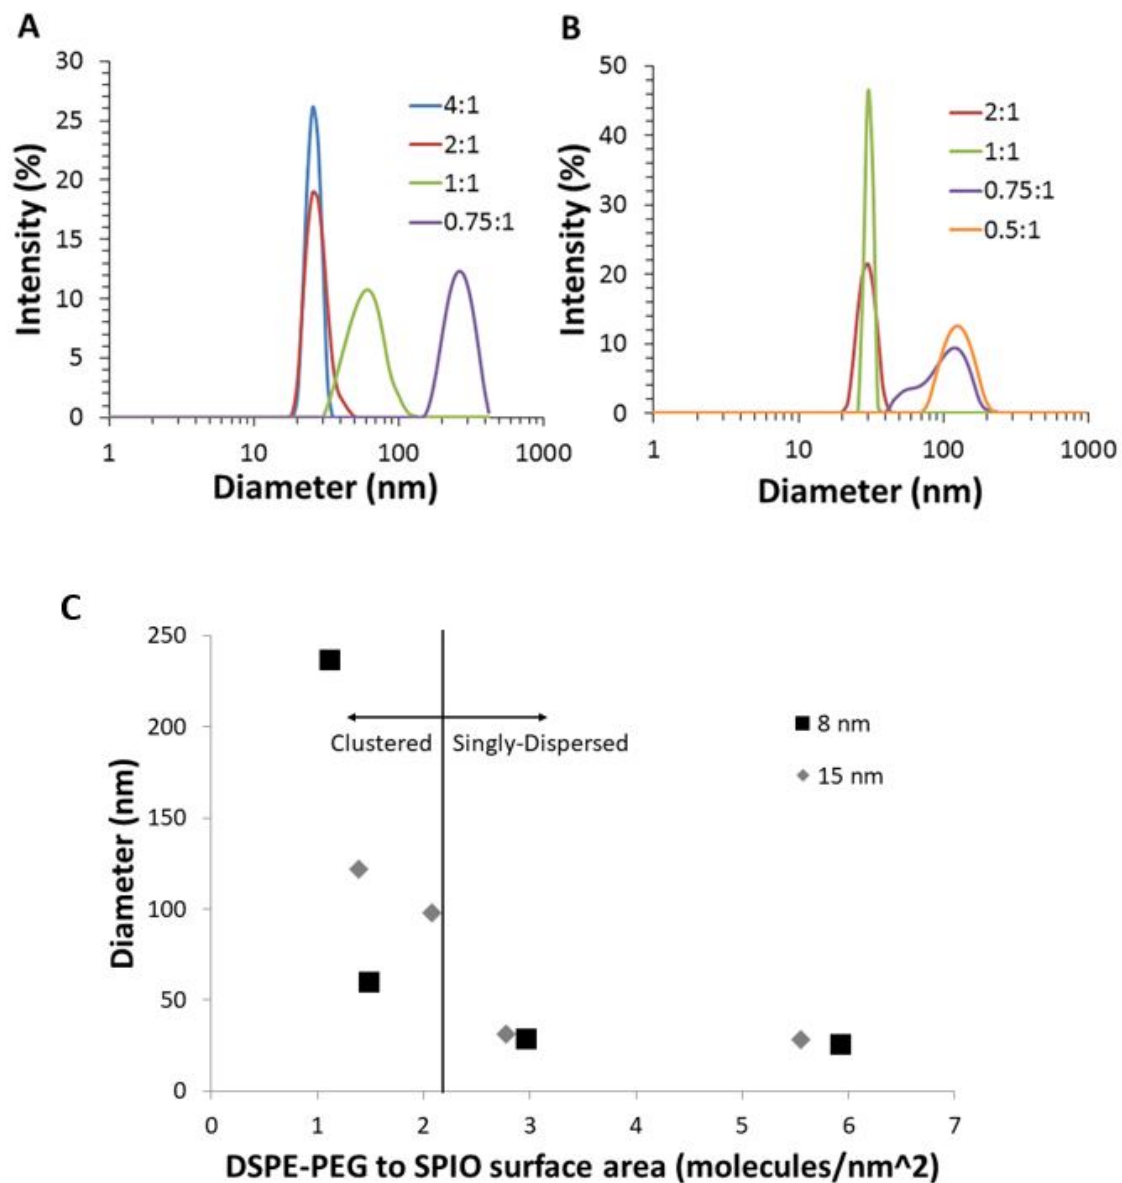 A
30
25
20
15
10
5
0
Intensity (%)
4:1
2:1
1:1
0.75:1
1 10 100 1000
Diameter (nm)
B
50
40
30
20
10
0
Intensity (%)
2:1
1:1
0.75:1
0.5:1
1 10 100 1000
Diameter (nm)
C
250
200
150
100
50
0
Diameter (nm)
Clustered Singly-Dispersed
8 nm
15 nm
0 1 2 3 4 5 6 7
DSPE-PEG to SPIO surface area (molecules/nm^2)